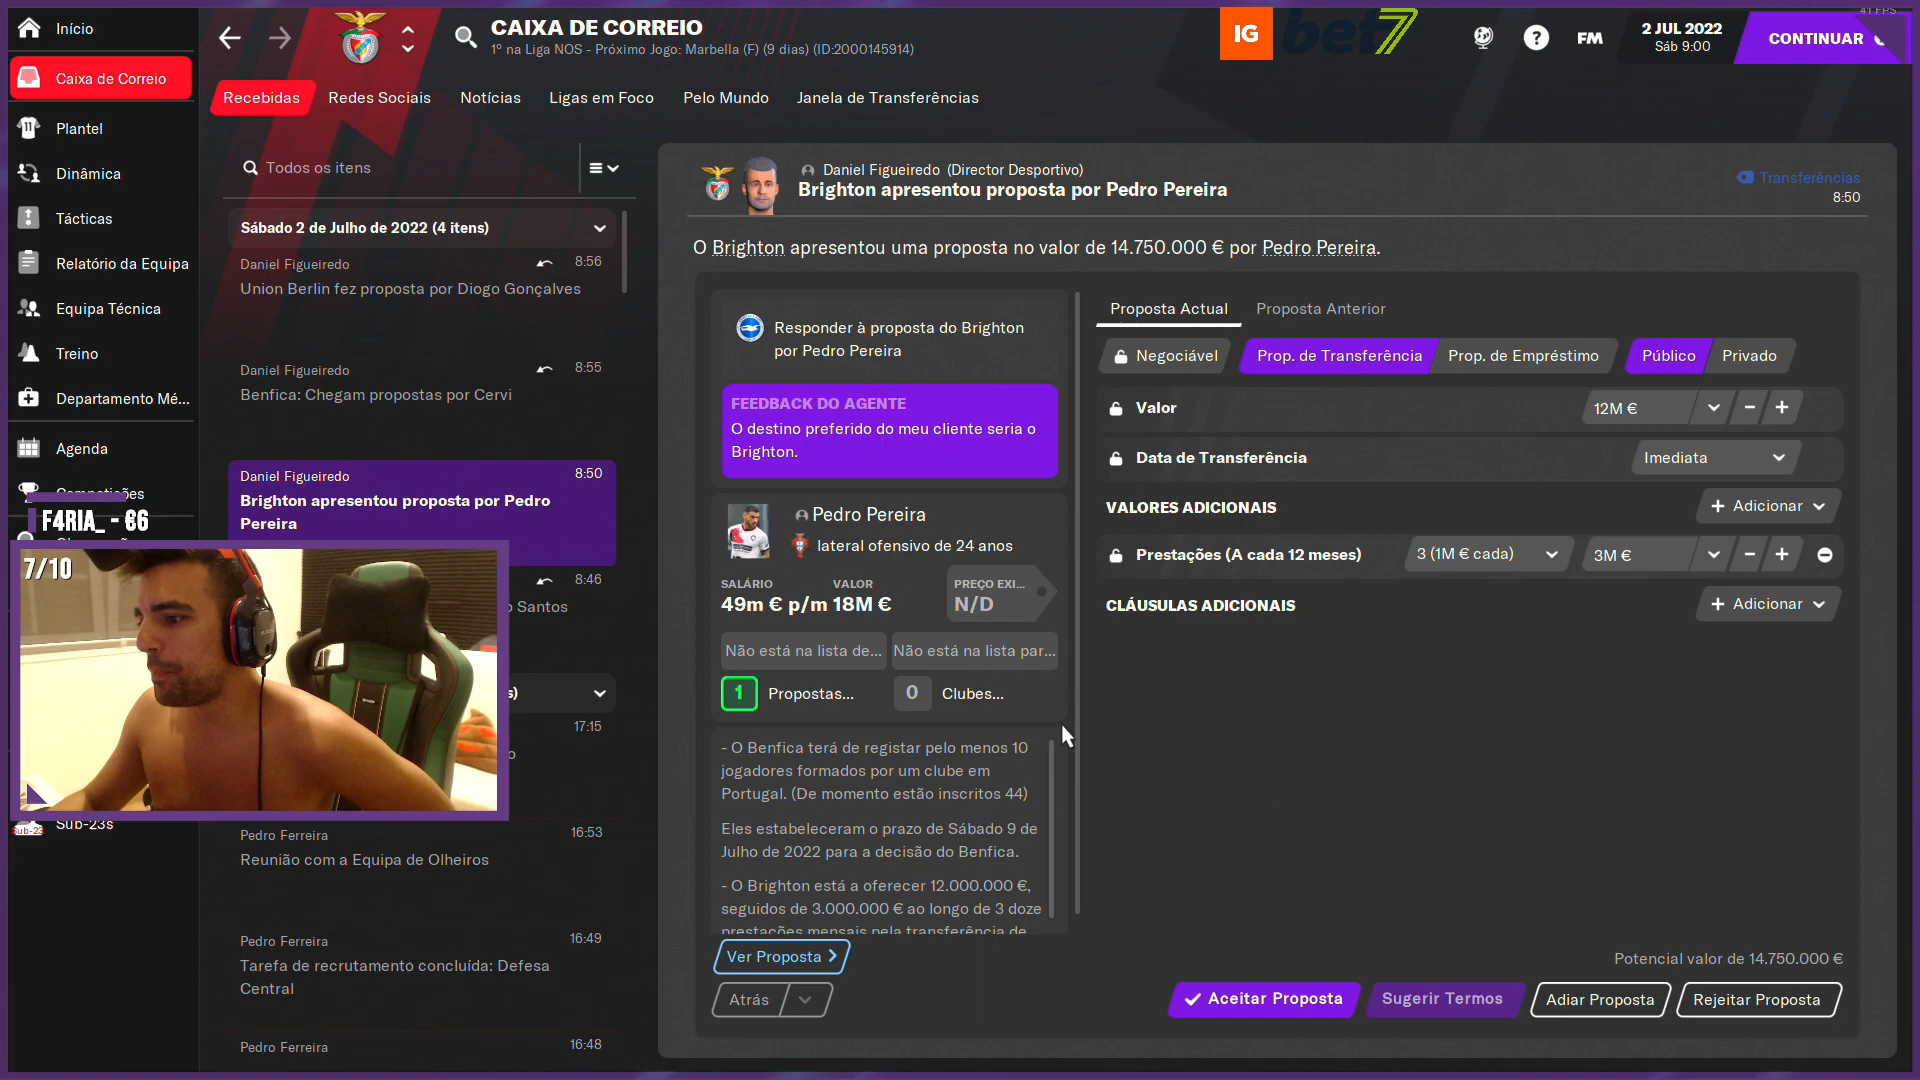 Início
Caixa de Correio
Plantel
Dinâmica
Tácticas
Relatório da Equipa
Equipa Técnica
Treino
Departamento Mé...
Agenda
F4RIA_ - €6
7/10
Sub-23s
Sub-23
CAIXA DE CORREIO
1º na Liga NOS - Próximo Jogo: Marbella (F) (9 dias) (ID:2000145914)
IG
bet7
FM
41 FPS
2 JUL 2022
Sáb 9:00
CONTINUAR
Recebidas
Redes Sociais
Notícias
Ligas em Foco
Pelo Mundo
Janela de Transferências
Todos os itens
Sábado 2 de Julho de 2022 (4 itens)
Daniel Figueiredo 8:56
Union Berlin fez proposta por Diogo Gonçalves
Daniel Figueiredo 8:55
Benfica: Chegam propostas por Cervi
Daniel Figueiredo 8:50
Brighton apresentou proposta por Pedro
Pereira
8:46
Santos
17:15
Pedro Ferreira 16:53
Reunião com a Equipa de Olheiros
Pedro Ferreira 16:49
Tarefa de recrutamento concluída: Defesa
Central
Pedro Ferreira 16:48
Daniel Figueiredo (Director Desportivo)
Brighton apresentou proposta por Pedro Pereira
Transferências
8:50
O Brighton apresentou uma proposta no valor de 14.750.000 € por Pedro Pereira.
Responder à proposta do Brighton
por Pedro Pereira
FEEDBACK DO AGENTE
O destino preferido do meu cliente seria o
Brighton.
Pedro Pereira
lateral ofensivo de 24 anos
SALÁRIO VALOR PREÇO EXI...
49m € p/m 18M € N/D
Não está na lista de... Não está na lista par...
1 Propostas... 0 Clubes...
- O Benfica terá de registar pelo menos 10
jogadores formados por um clube em
Portugal. (De momento estão inscritos 44)
Eles estabeleceram o prazo de Sábado 9 de
Julho de 2022 para a decisão do Benfica.
- O Brighton está a oferecer 12.000.000 €,
seguidos de 3.000.000 € ao longo de 3 doze
prestações mensais pela transferência de
Ver Proposta
Atrás
Proposta Actual Proposta Anterior
Negociável Prop. de Transferência Prop. de Empréstimo Público Privado
Valor 12M €
Data de Transferência Imediata
VALORES ADICIONAIS + Adicionar
Prestações (A cada 12 meses) 3 (1M € cada) 3M €
CLÁUSULAS ADICIONAIS + Adicionar
Potencial valor de 14.750.000 €
Aceitar Proposta Sugerir Termos Adiar Proposta Rejeitar Proposta